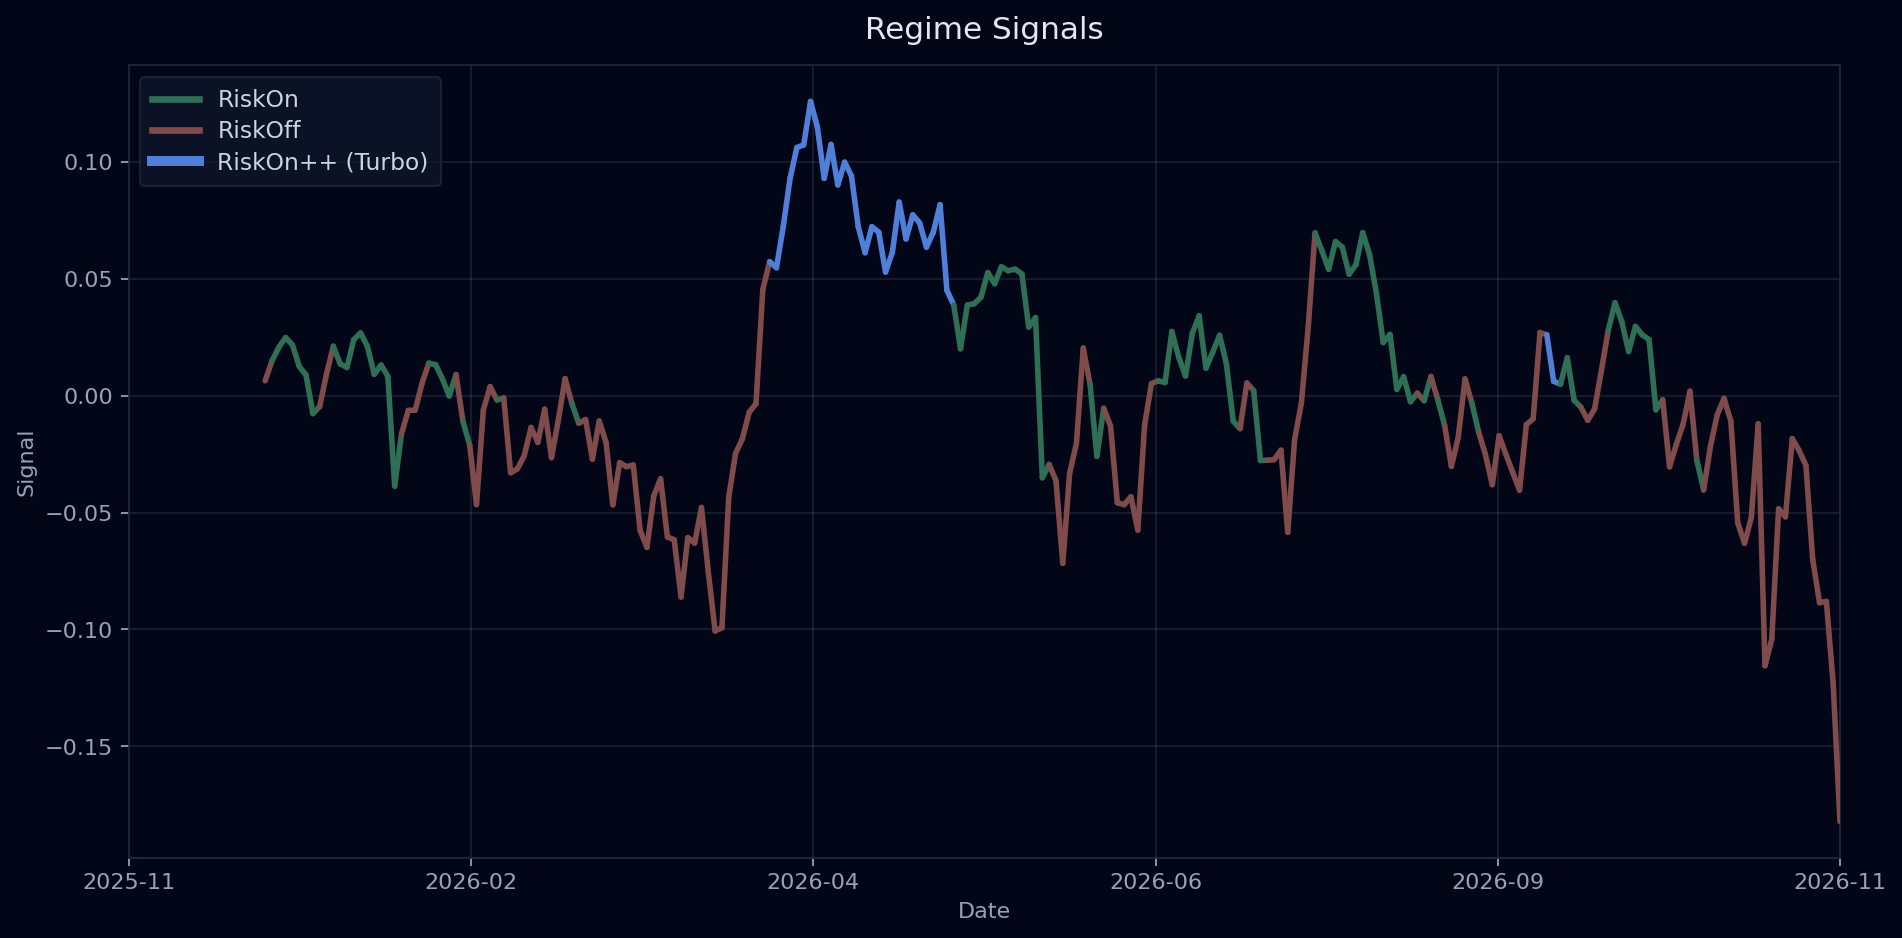 Regime Signals
RiskOn
RiskOff
RiskOn++ (Turbo)
0.10
0.05
0.00
−0.05
−0.10
−0.15
Signal
2025-11
2026-02
2026-04
2026-06
2026-09
2026-11
Date